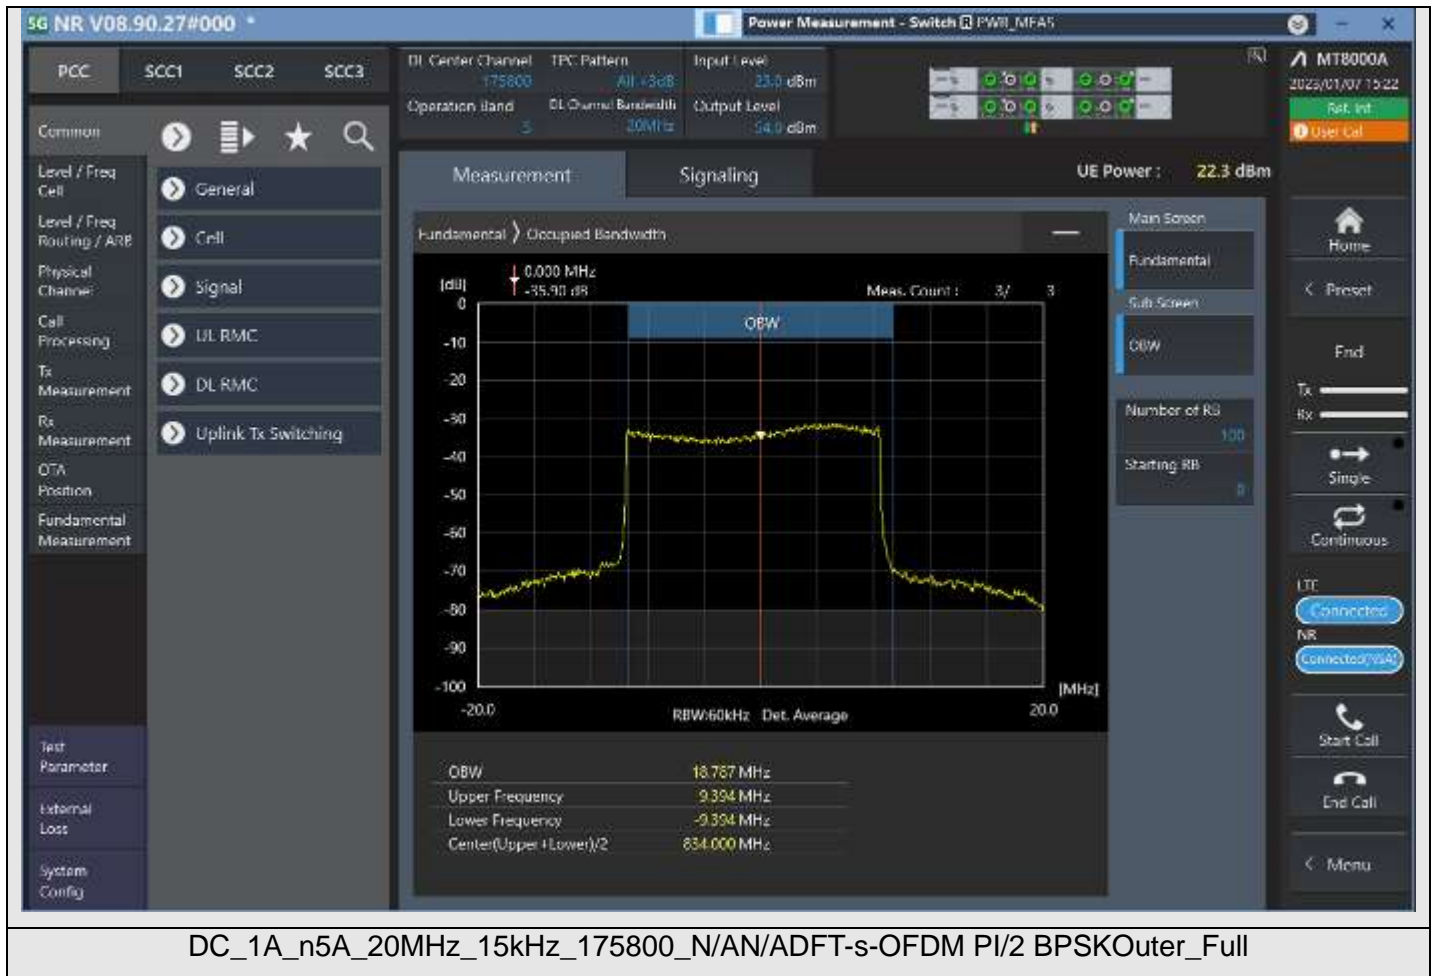 5G NR V08.90.27#000 *
Power Measurement - Switch PWR_MEAS
PCC SCC1 SCC2 SCC3
DL Center Channel TPC Pattern Input Level
175800 All +3dB 23.0 dBm
Operation Band DL Channel Bandwidth Output Level
5 20MHz 54.0 dBm
MT8000A
2023/01/07 15:22
Ref. Int
User Cal
Common
Level / Freq
Cell
Level / Freq
Routing / ARB
Physical
Channel
Call
Processing
Tx
Measurement
Rx
Measurement
OTA
Position
Fundamental
Measurement
Test
Parameter
External
Loss
System
Config
General
Cell
Signal
UL RMC
DL RMC
Uplink Tx Switching
Measurement Signaling
UE Power : 22.3 dBm
Fundamental > Occupied Bandwidth
[dB]
0.000 MHz
-35.90 dB
Meas. Count : 3/ 3
OBW
0
-10
-20
-30
-40
-50
-60
-70
-80
-90
-100
-20.0
RBW:60kHz Det. Average
20.0
[MHz]
OBW 18.787 MHz
Upper Frequency 9.394 MHz
Lower Frequency -9.394 MHz
Center(Upper+Lower)/2 834.000 MHz
Main Screen
Fundamental
Sub Screen
OBW
Number of RB
100
Starting RB
0
Home
< Preset
End
Tx
Rx
Single
Continuous
LTE
Connected
NR
Connected(NSA)
Start Call
End Call
< Menu
DC_1A_n5A_20MHz_15kHz_175800_N/AN/ADFT-s-OFDM PI/2 BPSKOuter_Full